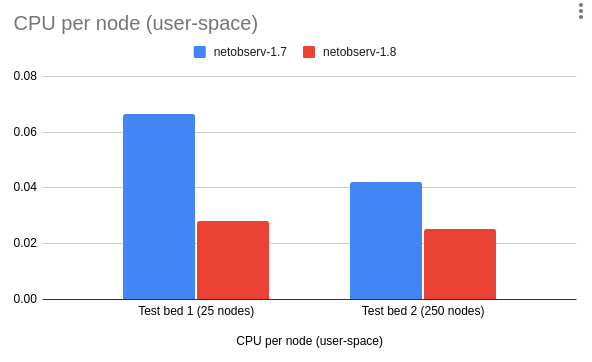 CPU per node (user-space)
netobserv-1.7 netobserv-1.8
0.08
0.06
0.04
0.02
0.00
Test bed 1 (25 nodes) Test bed 2 (250 nodes)
CPU per node (user-space)